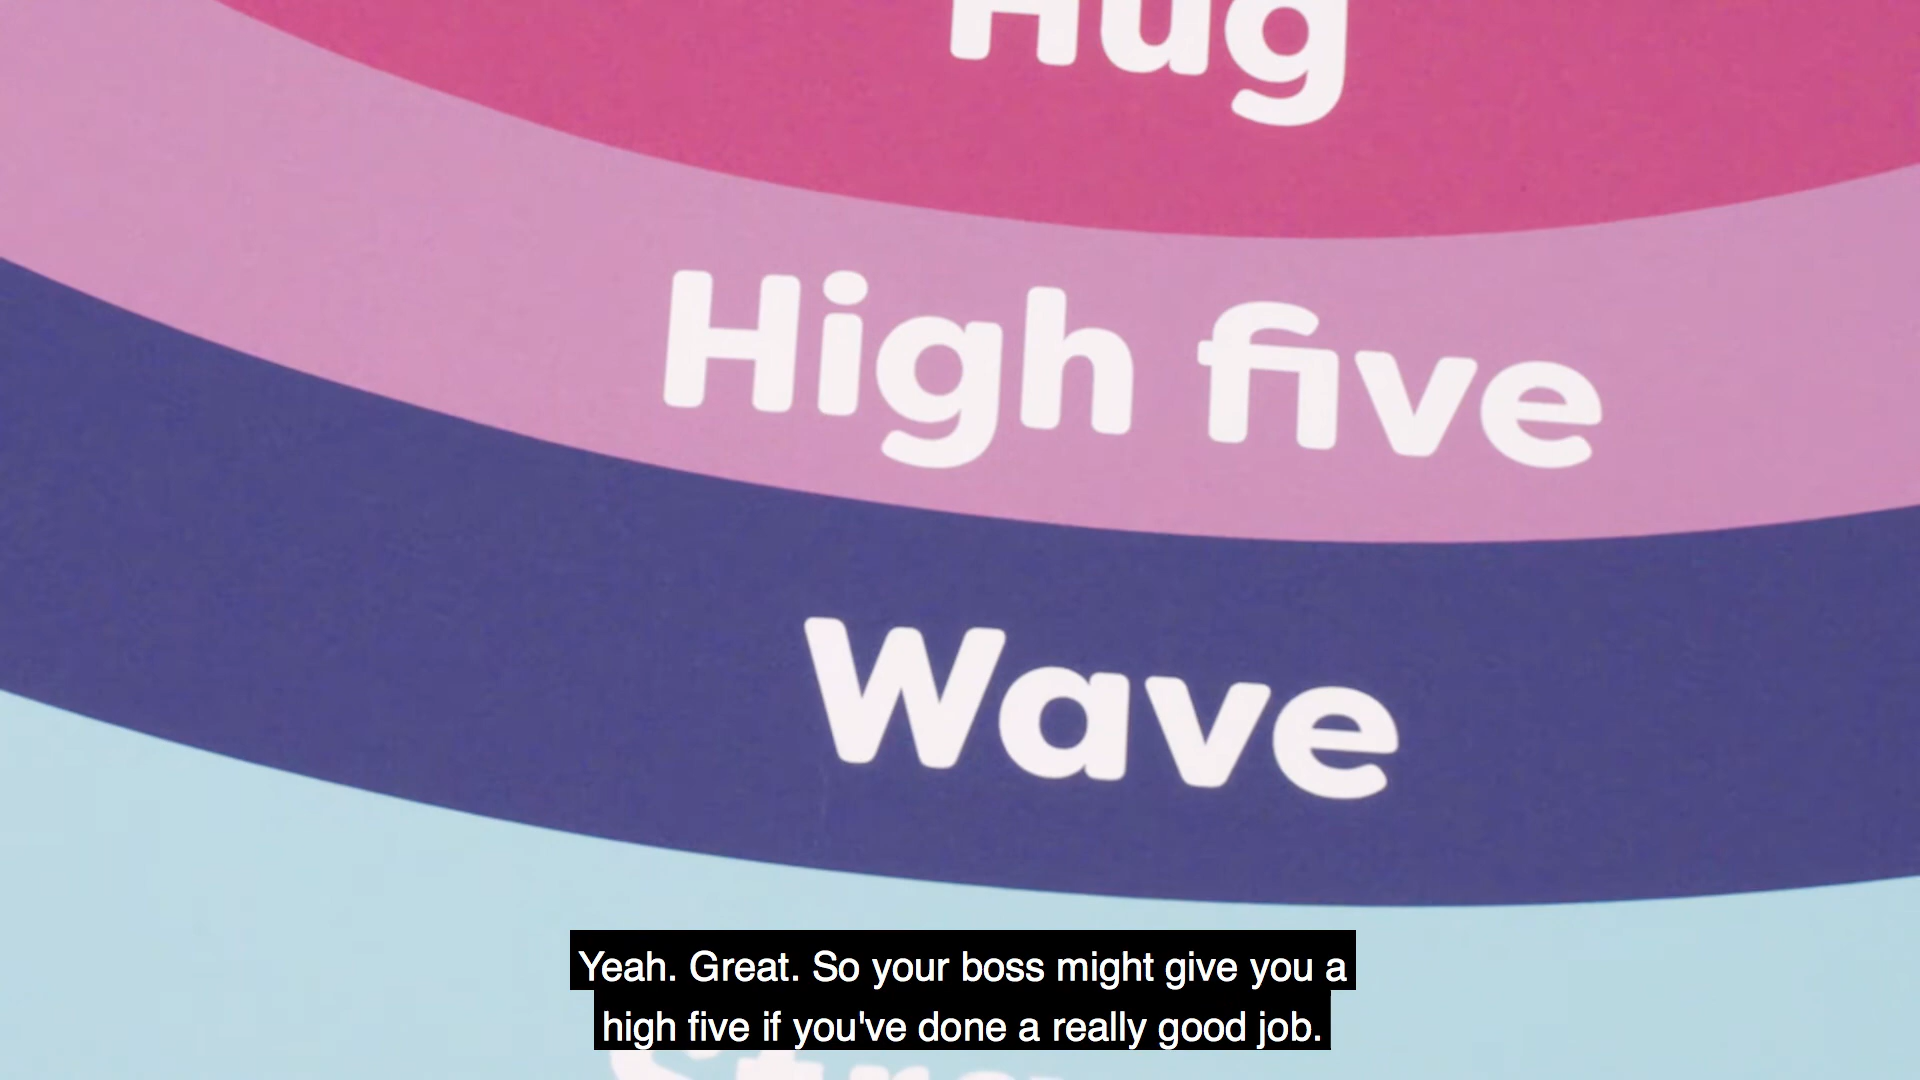 Hug
High five
Wave
Yeah. Great. So your boss might give you a
high five if you've done a really good job.